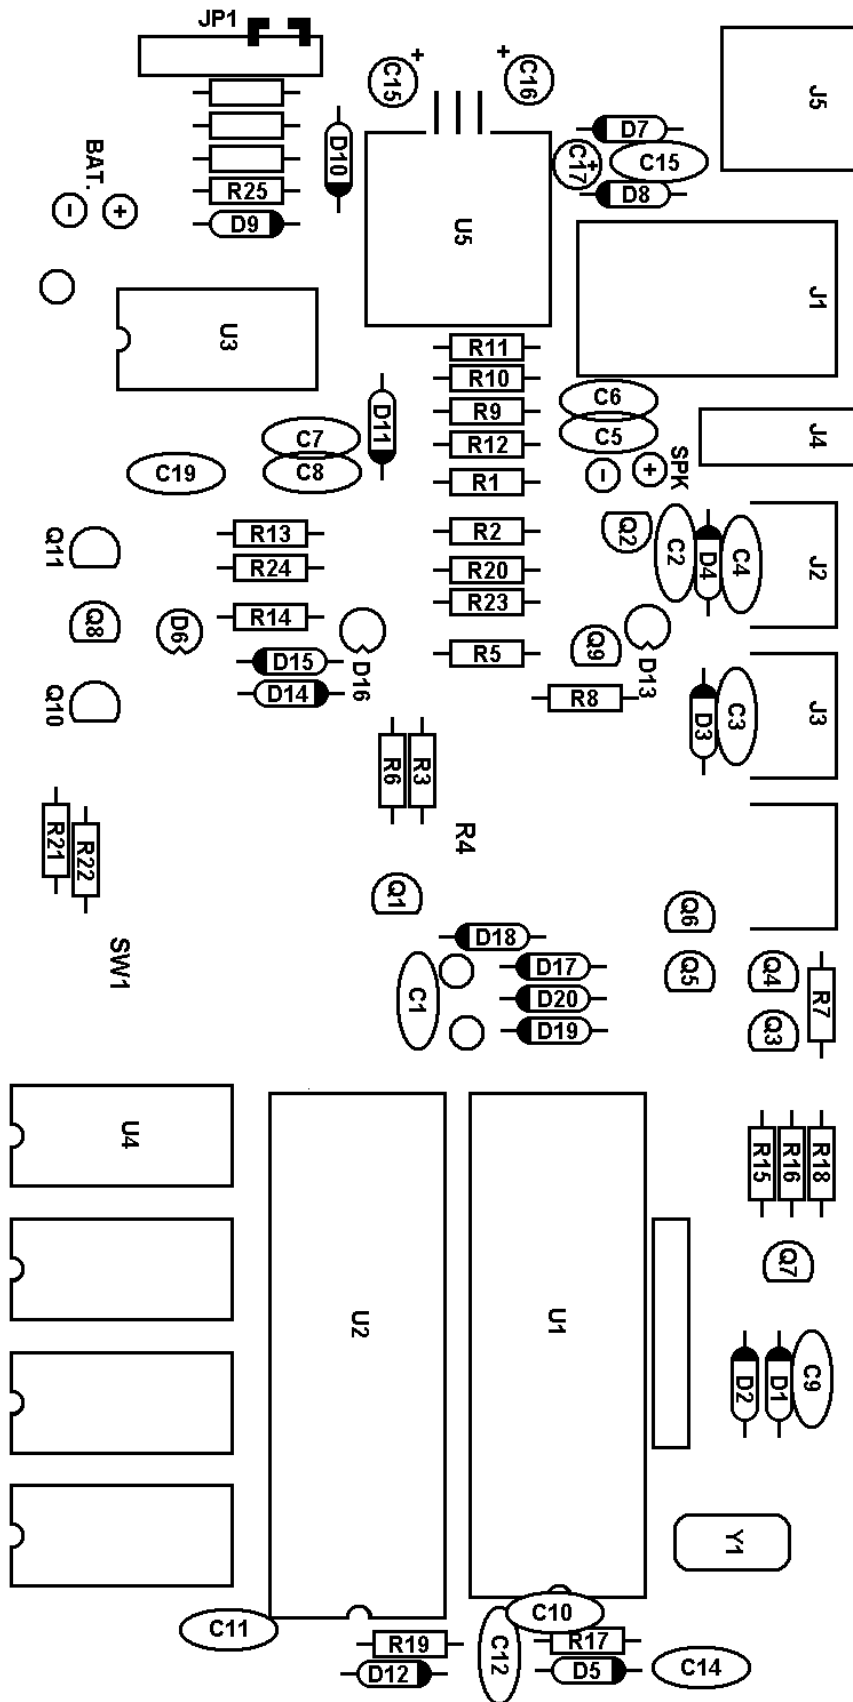 JP1
C15
+
C16
+
J5
D7
D10
BAT.
C17
+
C15
R25
D8
-
+
D9
U5
J1
U3
R11
R10
C6
D11
R9
J4
C7
R12
C5
SPK
C19
C8
R1
-
+
Q11
R13
R2
Q2
C2
D4
C4
J2
R24
R20
R23
Q8
D6
R14
D15
D16
R5
Q9
D13
Q10
D14
R8
D3
C3
J3
R6
R3
R21
R22
R4
Q1
Q6
SW1
D18
D17
Q5
Q4
R7
C1
D20
D19
Q3
U4
R15
R16
R18
Q7
U2
U1
D2
D1
C9
Y1
C11
C10
R19
C12
R17
D12
D5
C14